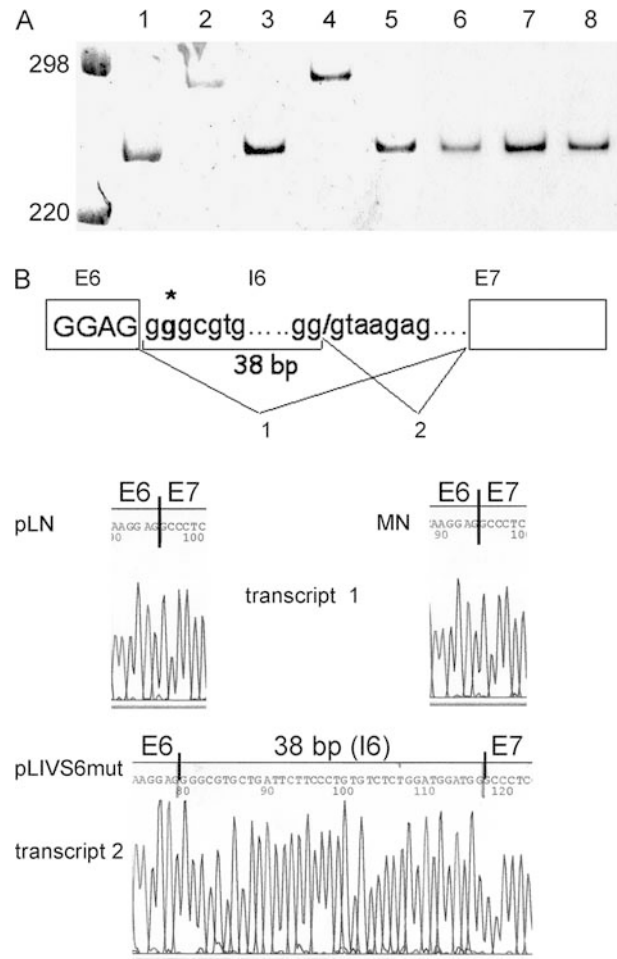 A 1 2 3 4 5 6 7 8
298
220
B E6 I6 E7
*
GGAG gggcgtg.....gg/gtaagag....
38 bp
1 2
pLN E6 E7
AAGGAGGCCCTC
90 100
MN E6 E7
AAGGAGGCCCTC
90 100
transcript 1
pLIVS6mut E6 38 bp (I6) E7
AAGGAGGGGCGTGCTGATTCTTCCCTGTGTCTCTGGATGGATGGGCCCTC
80 90 100 110 120
transcript 2